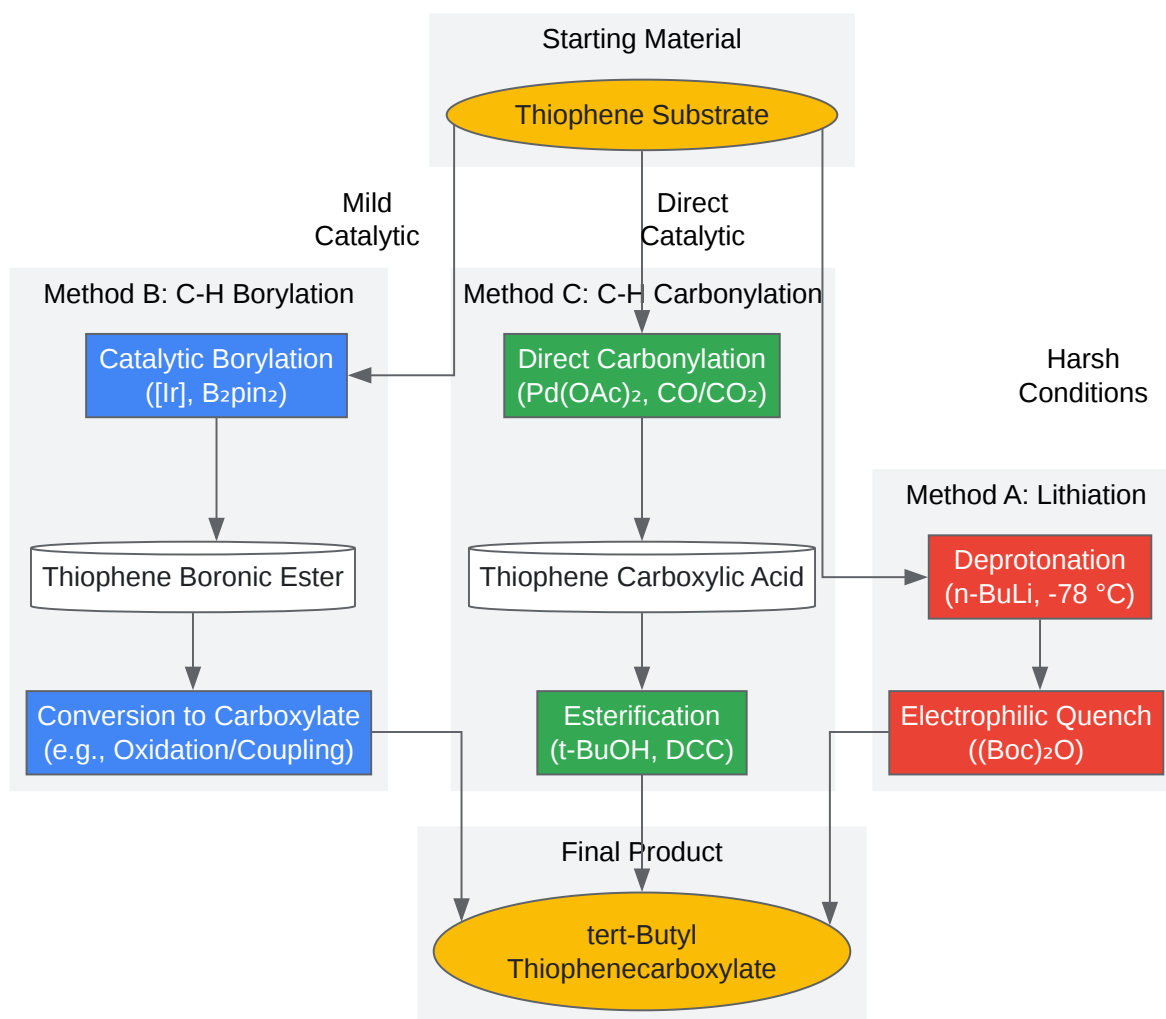 Starting Material
Thiophene Substrate
Mild
Catalytic
Direct
Catalytic
Method B: C-H Borylation
Catalytic Borylation
([Ir], B₂pin₂)
Thiophene Boronic Ester
Conversion to Carboxylate
(e.g., Oxidation/Coupling)
Method C: C-H Carbonylation
Direct Carbonylation
(Pd(OAc)₂, CO/CO₂)
Thiophene Carboxylic Acid
Esterification
(t-BuOH, DCC)
Harsh
Conditions
Method A: Lithiation
Deprotonation
(n-BuLi, -78 °C)
Electrophilic Quench
((Boc)₂O)
Final Product
tert-Butyl
Thiophenecarboxylate